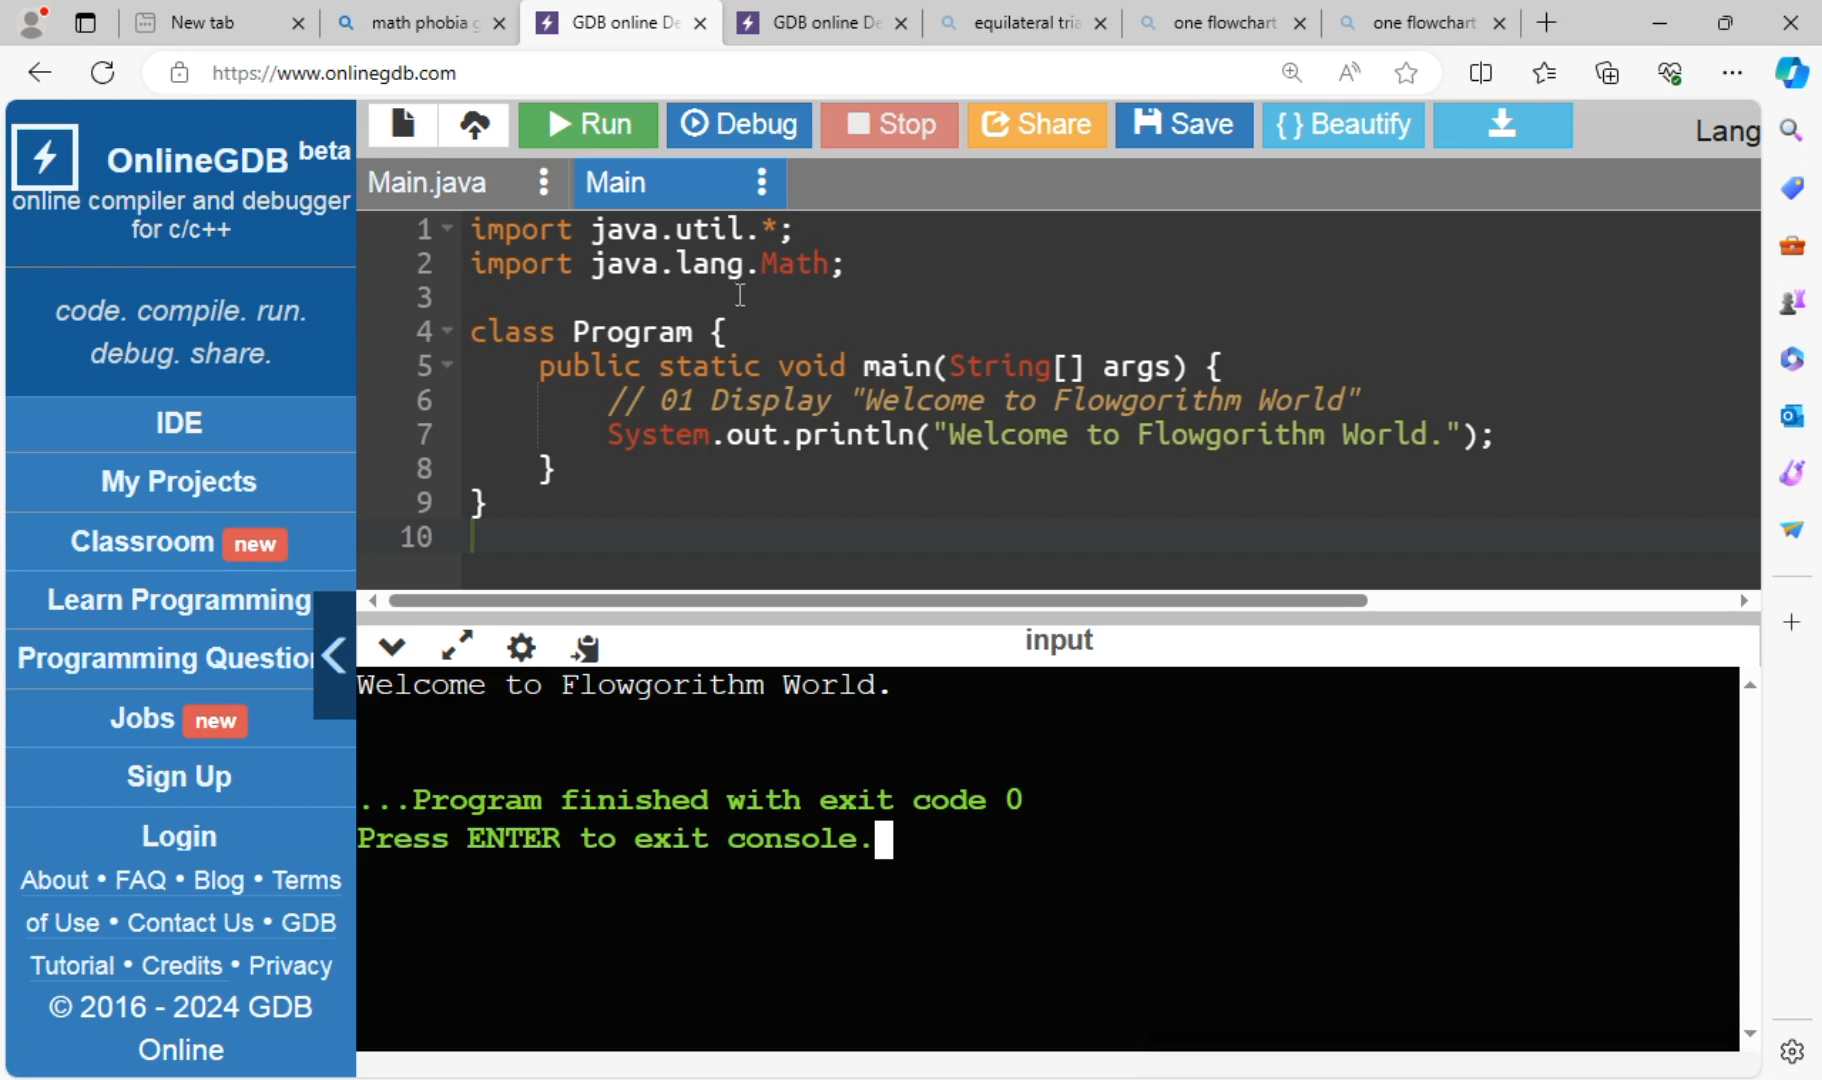 New tab
math phobia g
GDB online De
GDB online De
equilateral tria
one flowchart
one flowchart
https://www.onlinegdb.com
OnlineGDB beta
online compiler and debugger
for c/c++
code. compile. run.
debug. share.
IDE
My Projects
Classroom new
Learn Programming
Programming Question
Jobs new
Sign Up
Login
About • FAQ • Blog • Terms
of Use • Contact Us • GDB
Tutorial • Credits • Privacy
© 2016 - 2024 GDB
Online
Run
Debug
Stop
Share
Save
{ } Beautify
Lang
Main.java
Main
1 import java.util.*;
2 import java.lang.Math;
3
4 class Program {
5 public static void main(String[] args) {
6 // 01 Display "Welcome to Flowgorithm World"
7 System.out.println("Welcome to Flowgorithm World.");
8 }
9 }
10
input
Welcome to Flowgorithm World.
...Program finished with exit code 0
Press ENTER to exit console.